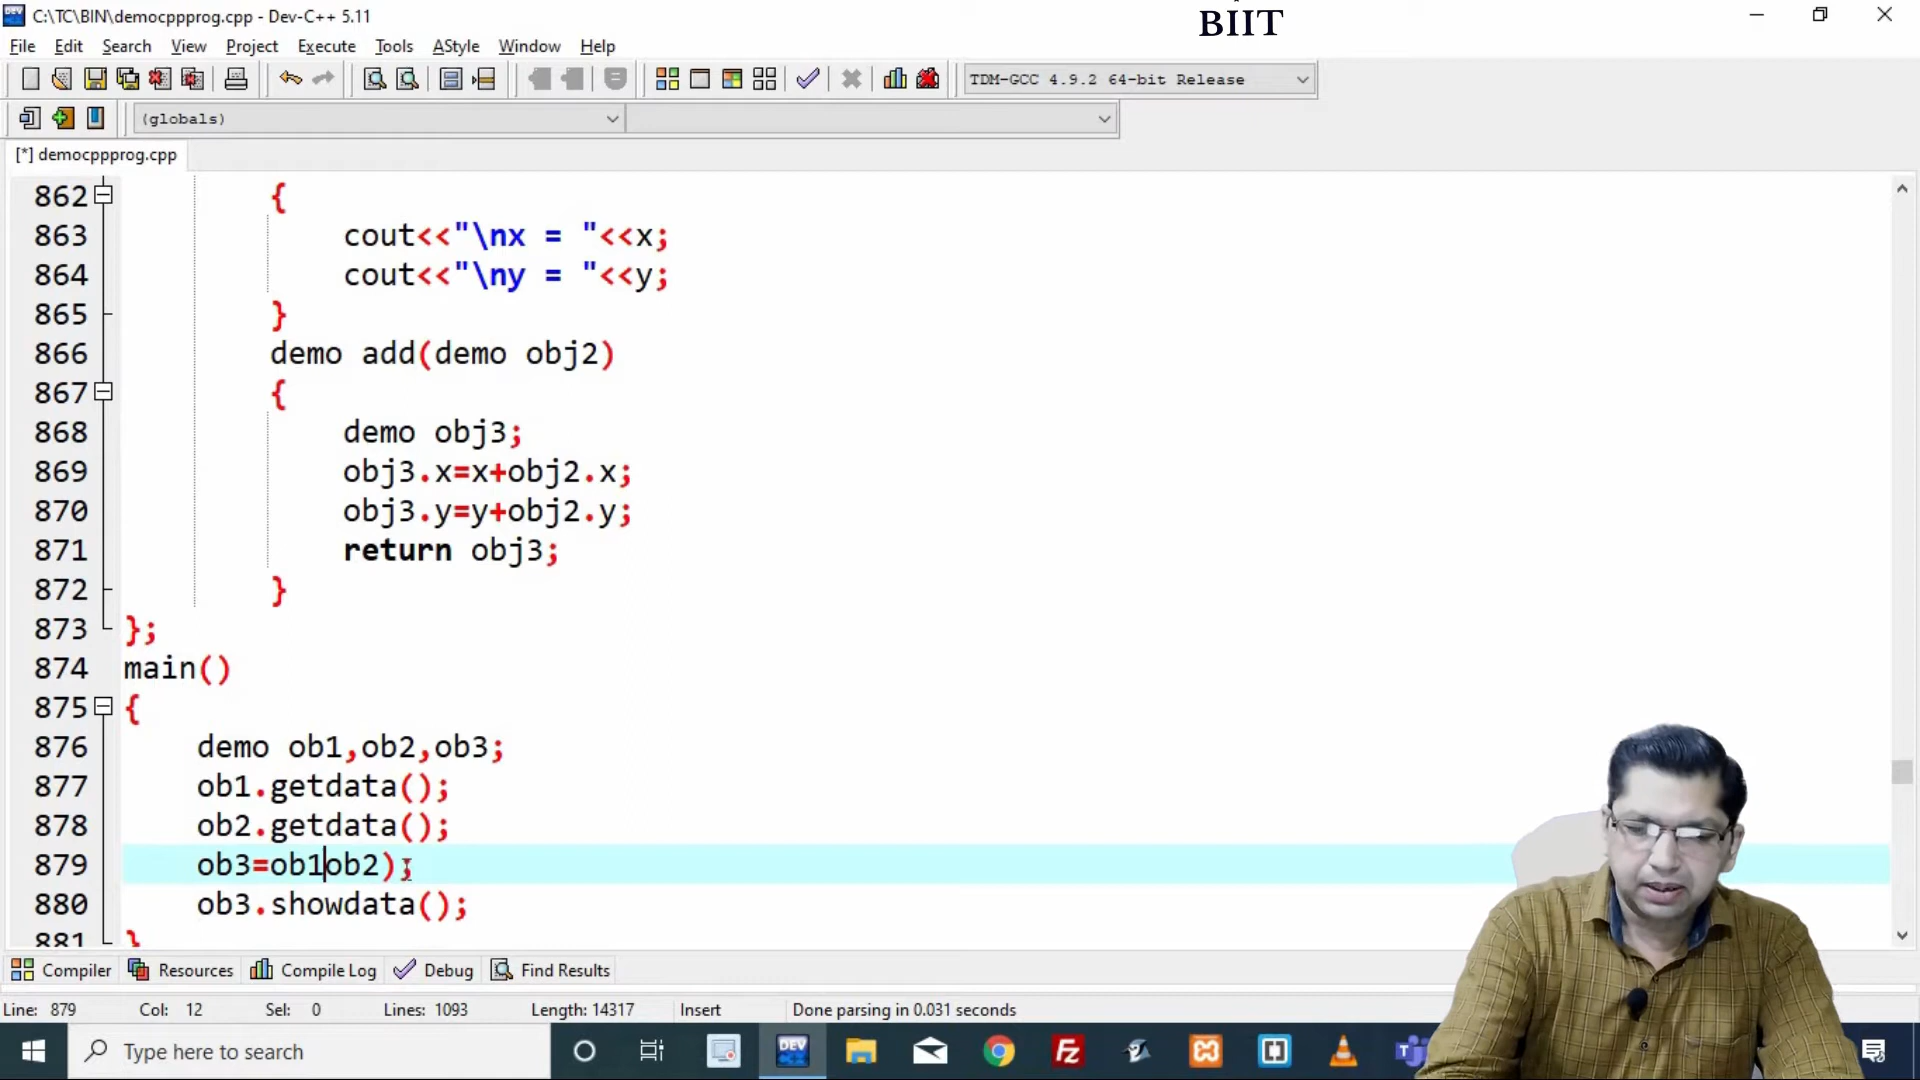 C:\TC\BIN\democppprog.cpp - Dev-C++ 5.11
BIIT
File Edit Search View Project Execute Tools AStyle Window Help
TDM-GCC 4.9.2 64-bit Release
(globals)
[*] democppprog.cpp
862 {
863 cout<<"\nx = "<<x;
864 cout<<"\ny = "<<y;
865 }
866 demo add(demo obj2)
867 {
868 demo obj3;
869 obj3.x=x+obj2.x;
870 obj3.y=y+obj2.y;
871 return obj3;
872 }
873 };
874 main()
875 {
876 demo ob1,ob2,ob3;
877 ob1.getdata();
878 ob2.getdata();
879 ob3=ob1ob2);
880 ob3.showdata();
881 }
Compiler Resources Compile Log Debug Find Results
Line: 879 Col: 12 Sel: 0 Lines: 1093 Length: 14317 Insert Done parsing in 0.031 seconds
Type here to search